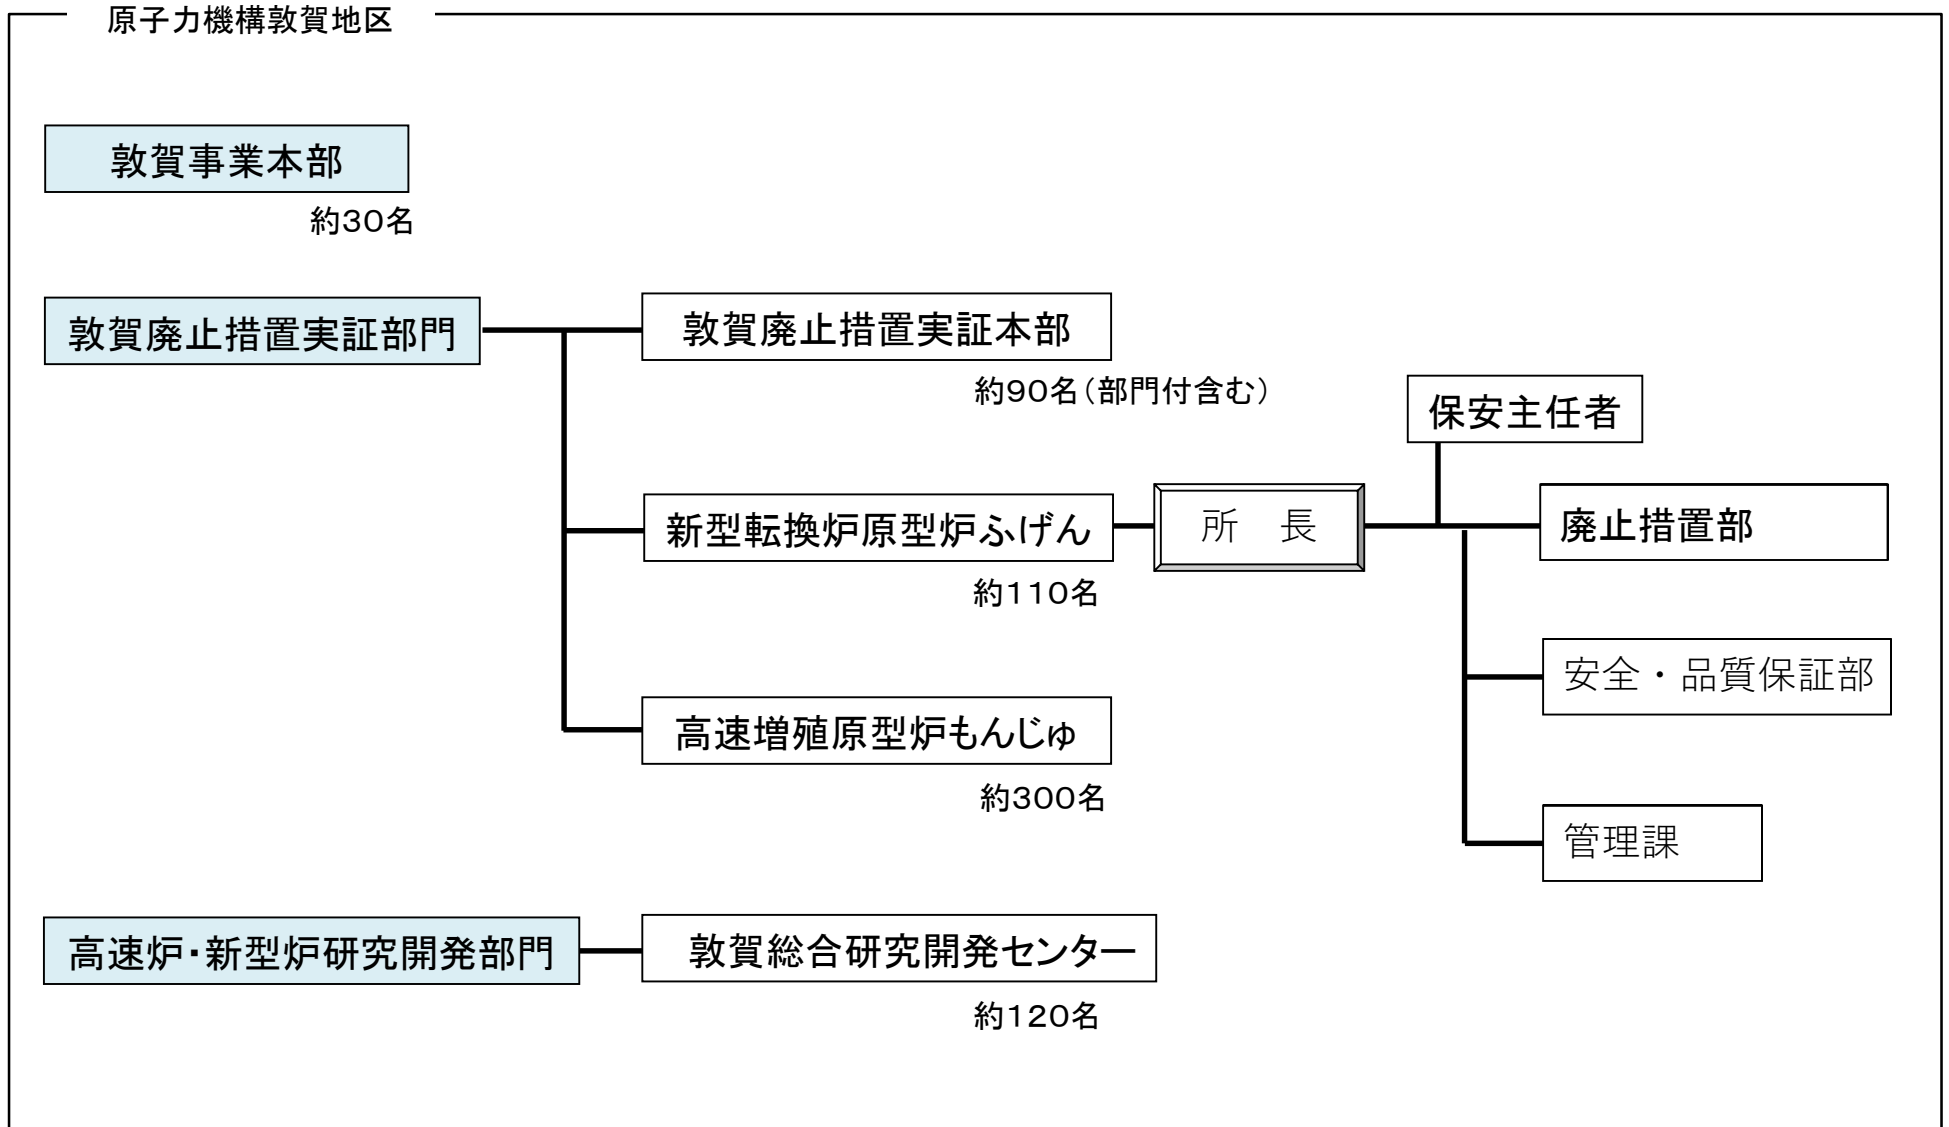 原子力機構敦賀地区
敦賀事業本部
約30名
敦賀廃止措置実証部門
敦賀廃止措置実証本部
約90名(部門付含む)
保安主任者
新型転換炉原型炉ふげん
約110名
所　長
廃止措置部
安全・品質保証部
高速増殖原型炉もんじゅ
約300名
管理課
高速炉・新型炉研究開発部門
敦賀総合研究開発センター
約120名